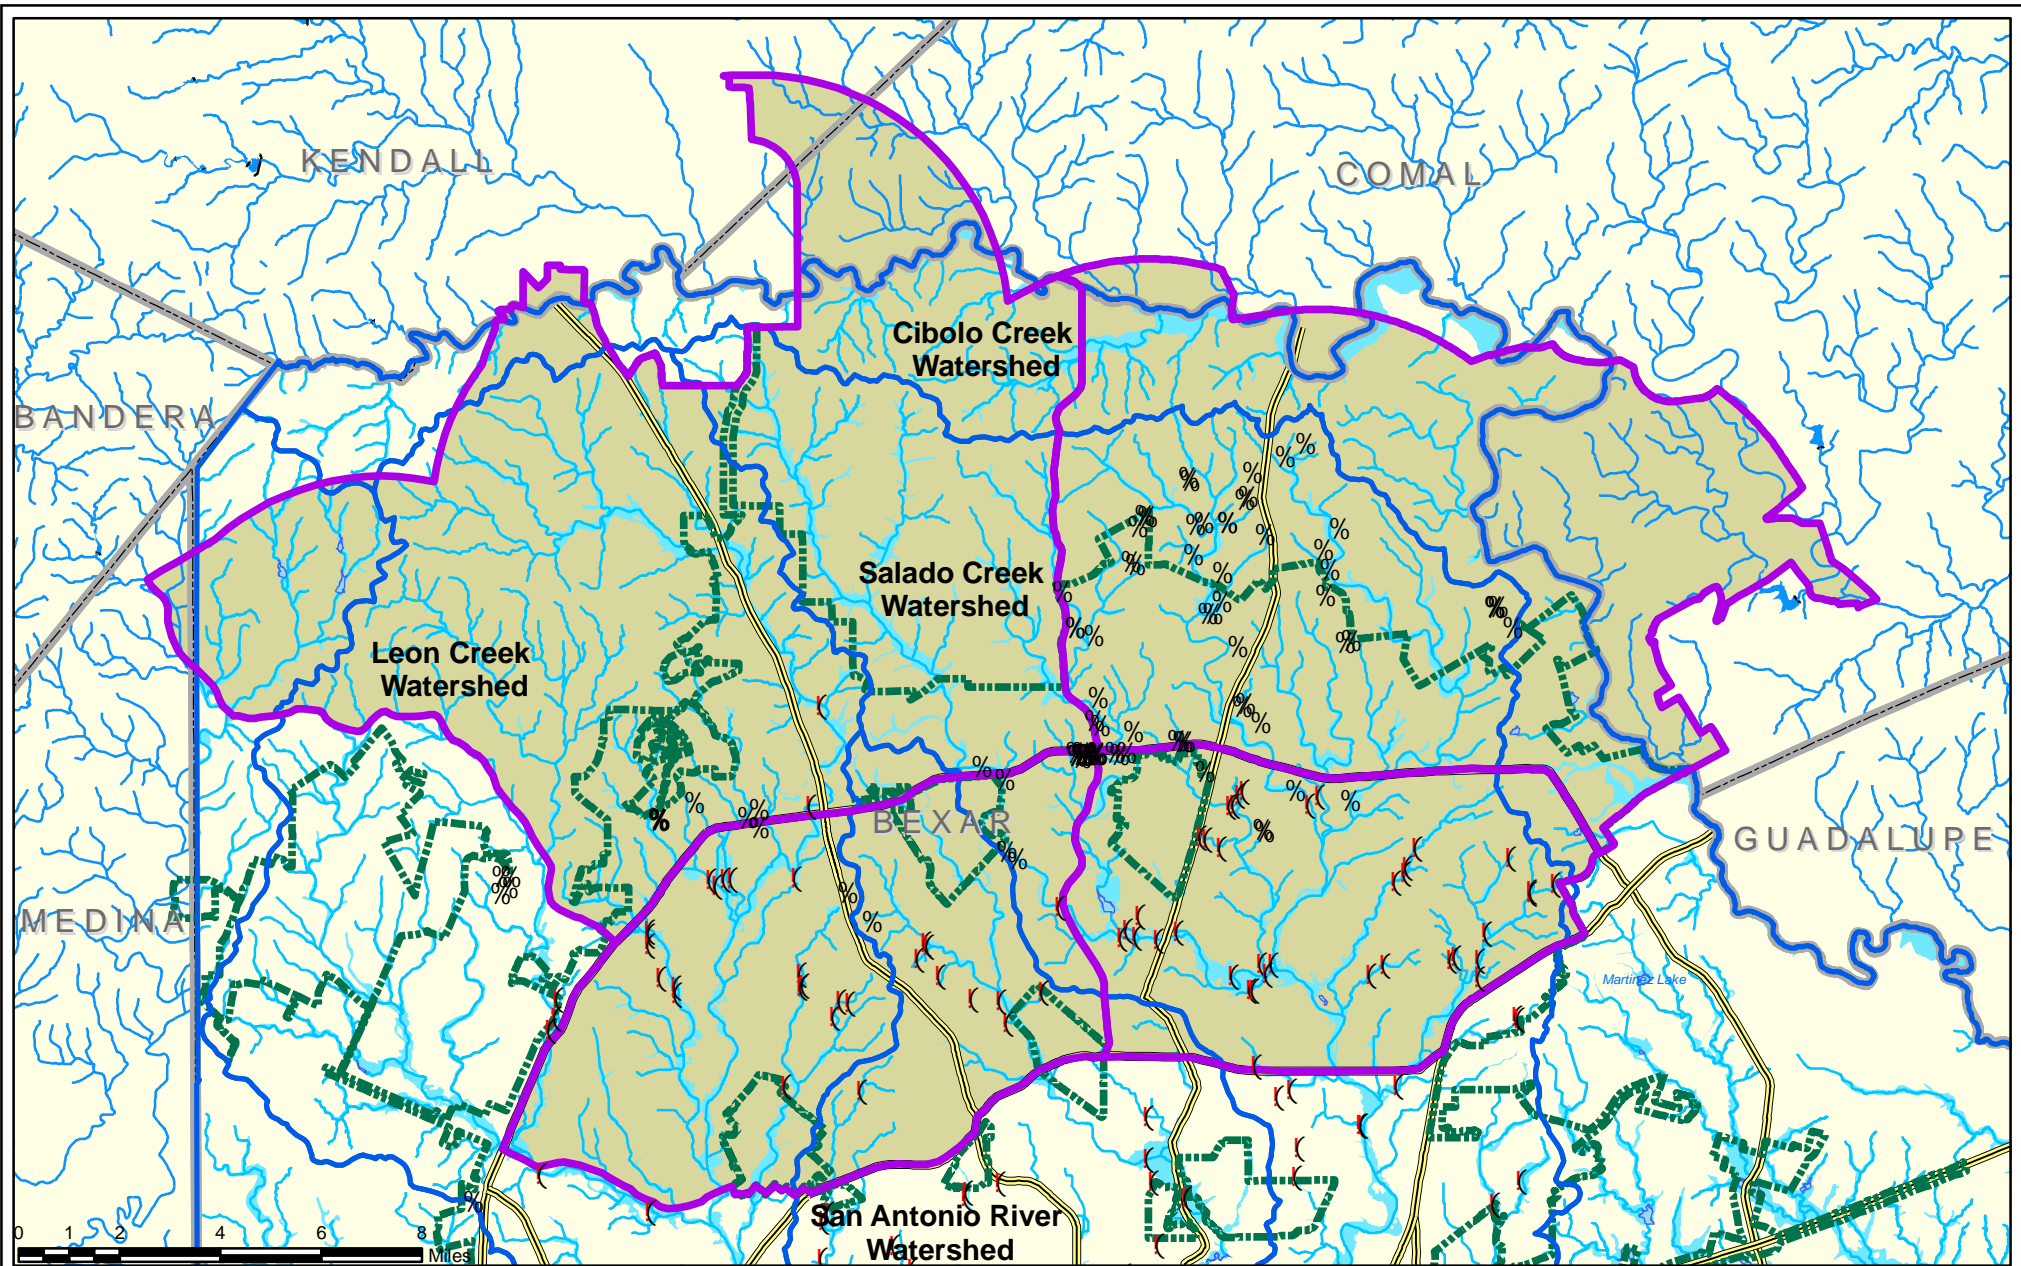 KENDALL
COMAL
Cibolo Creek
Watershed
BANDERA
Salado Creek
Watershed
Leon Creek
Watershed
BEXAR
GUADALUPE
MEDINA
Martinez Lake
San Antonio River
Watershed
0 1 2 4 6 8
Miles